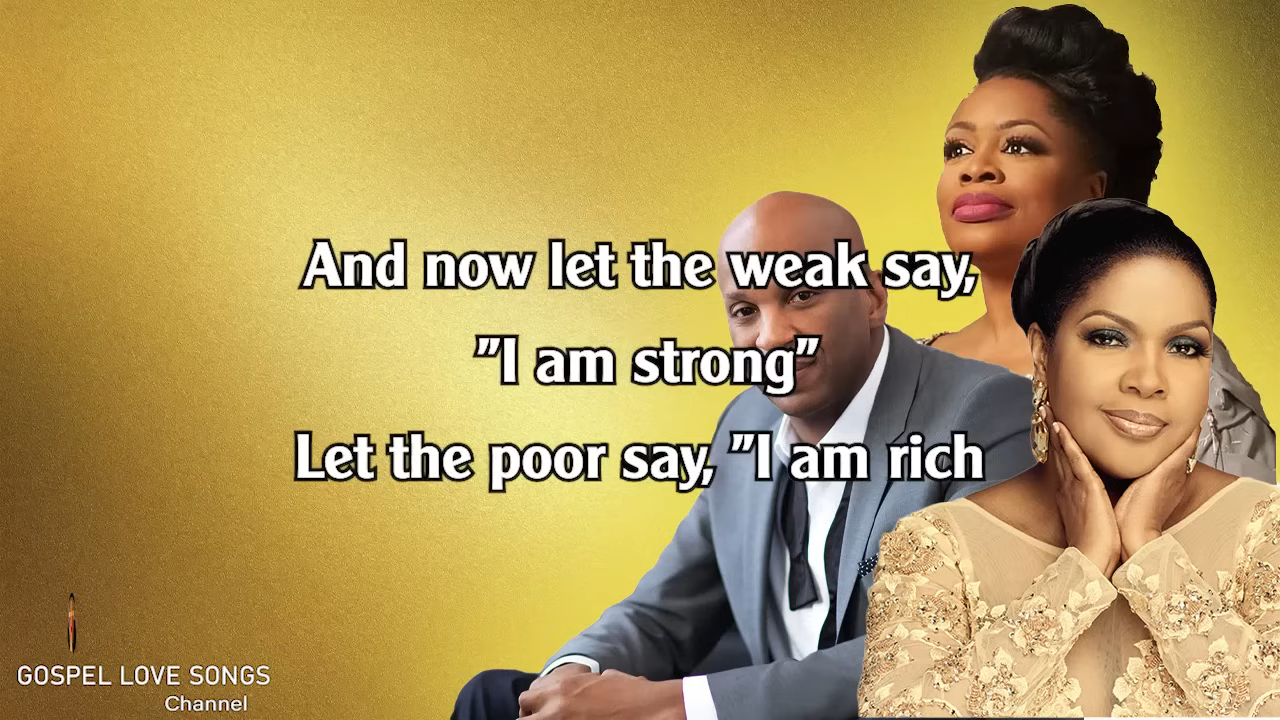 And now let the weak say,
"I am strong"
Let the poor say, "I am rich
GOSPEL LOVE SONGS
Channel